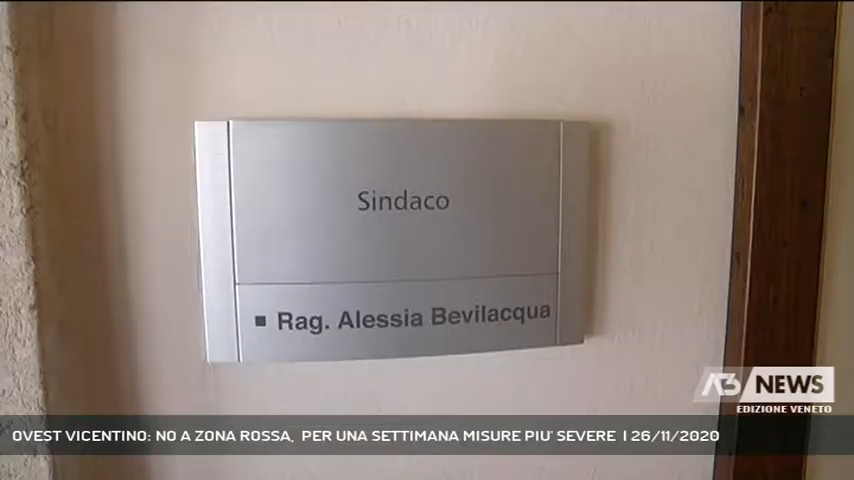 Sindaco
■ Rag. Alessia Bevilacqua
A3 NEWS
EDIZIONE VENETO
OVEST VICENTINO: NO A ZONA ROSSA, PER UNA SETTIMANA MISURE PIU' SEVERE | 26/11/2020